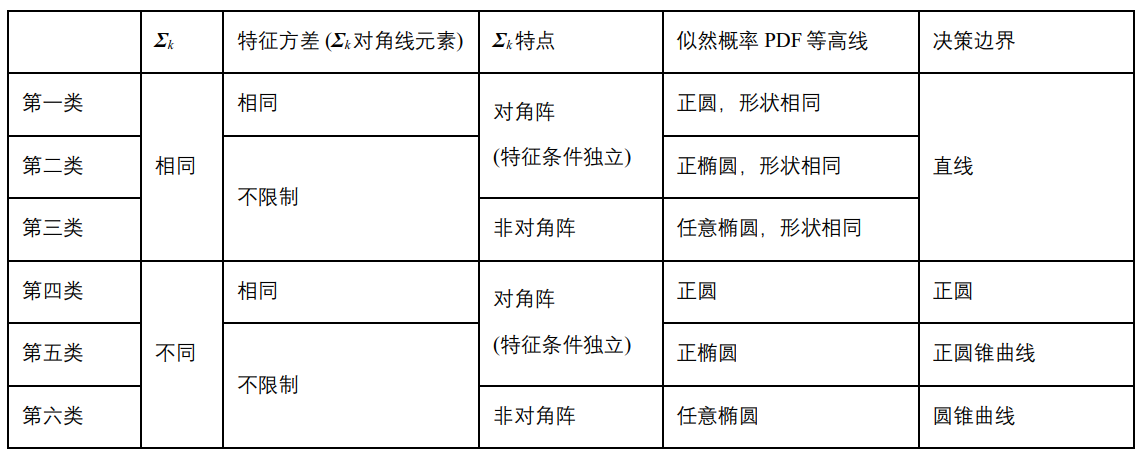 Σk
特征方差 (Σk 对角线元素)
Σk 特点
似然概率 PDF 等高线
决策边界
第一类
相同
相同
对角阵
(特征条件独立)
正圆，形状相同
直线
第二类
不限制
正椭圆，形状相同
第三类
非对角阵
任意椭圆，形状相同
第四类
不同
相同
对角阵
(特征条件独立)
正圆
正圆
第五类
不限制
正椭圆
正圆锥曲线
第六类
非对角阵
任意椭圆
圆锥曲线